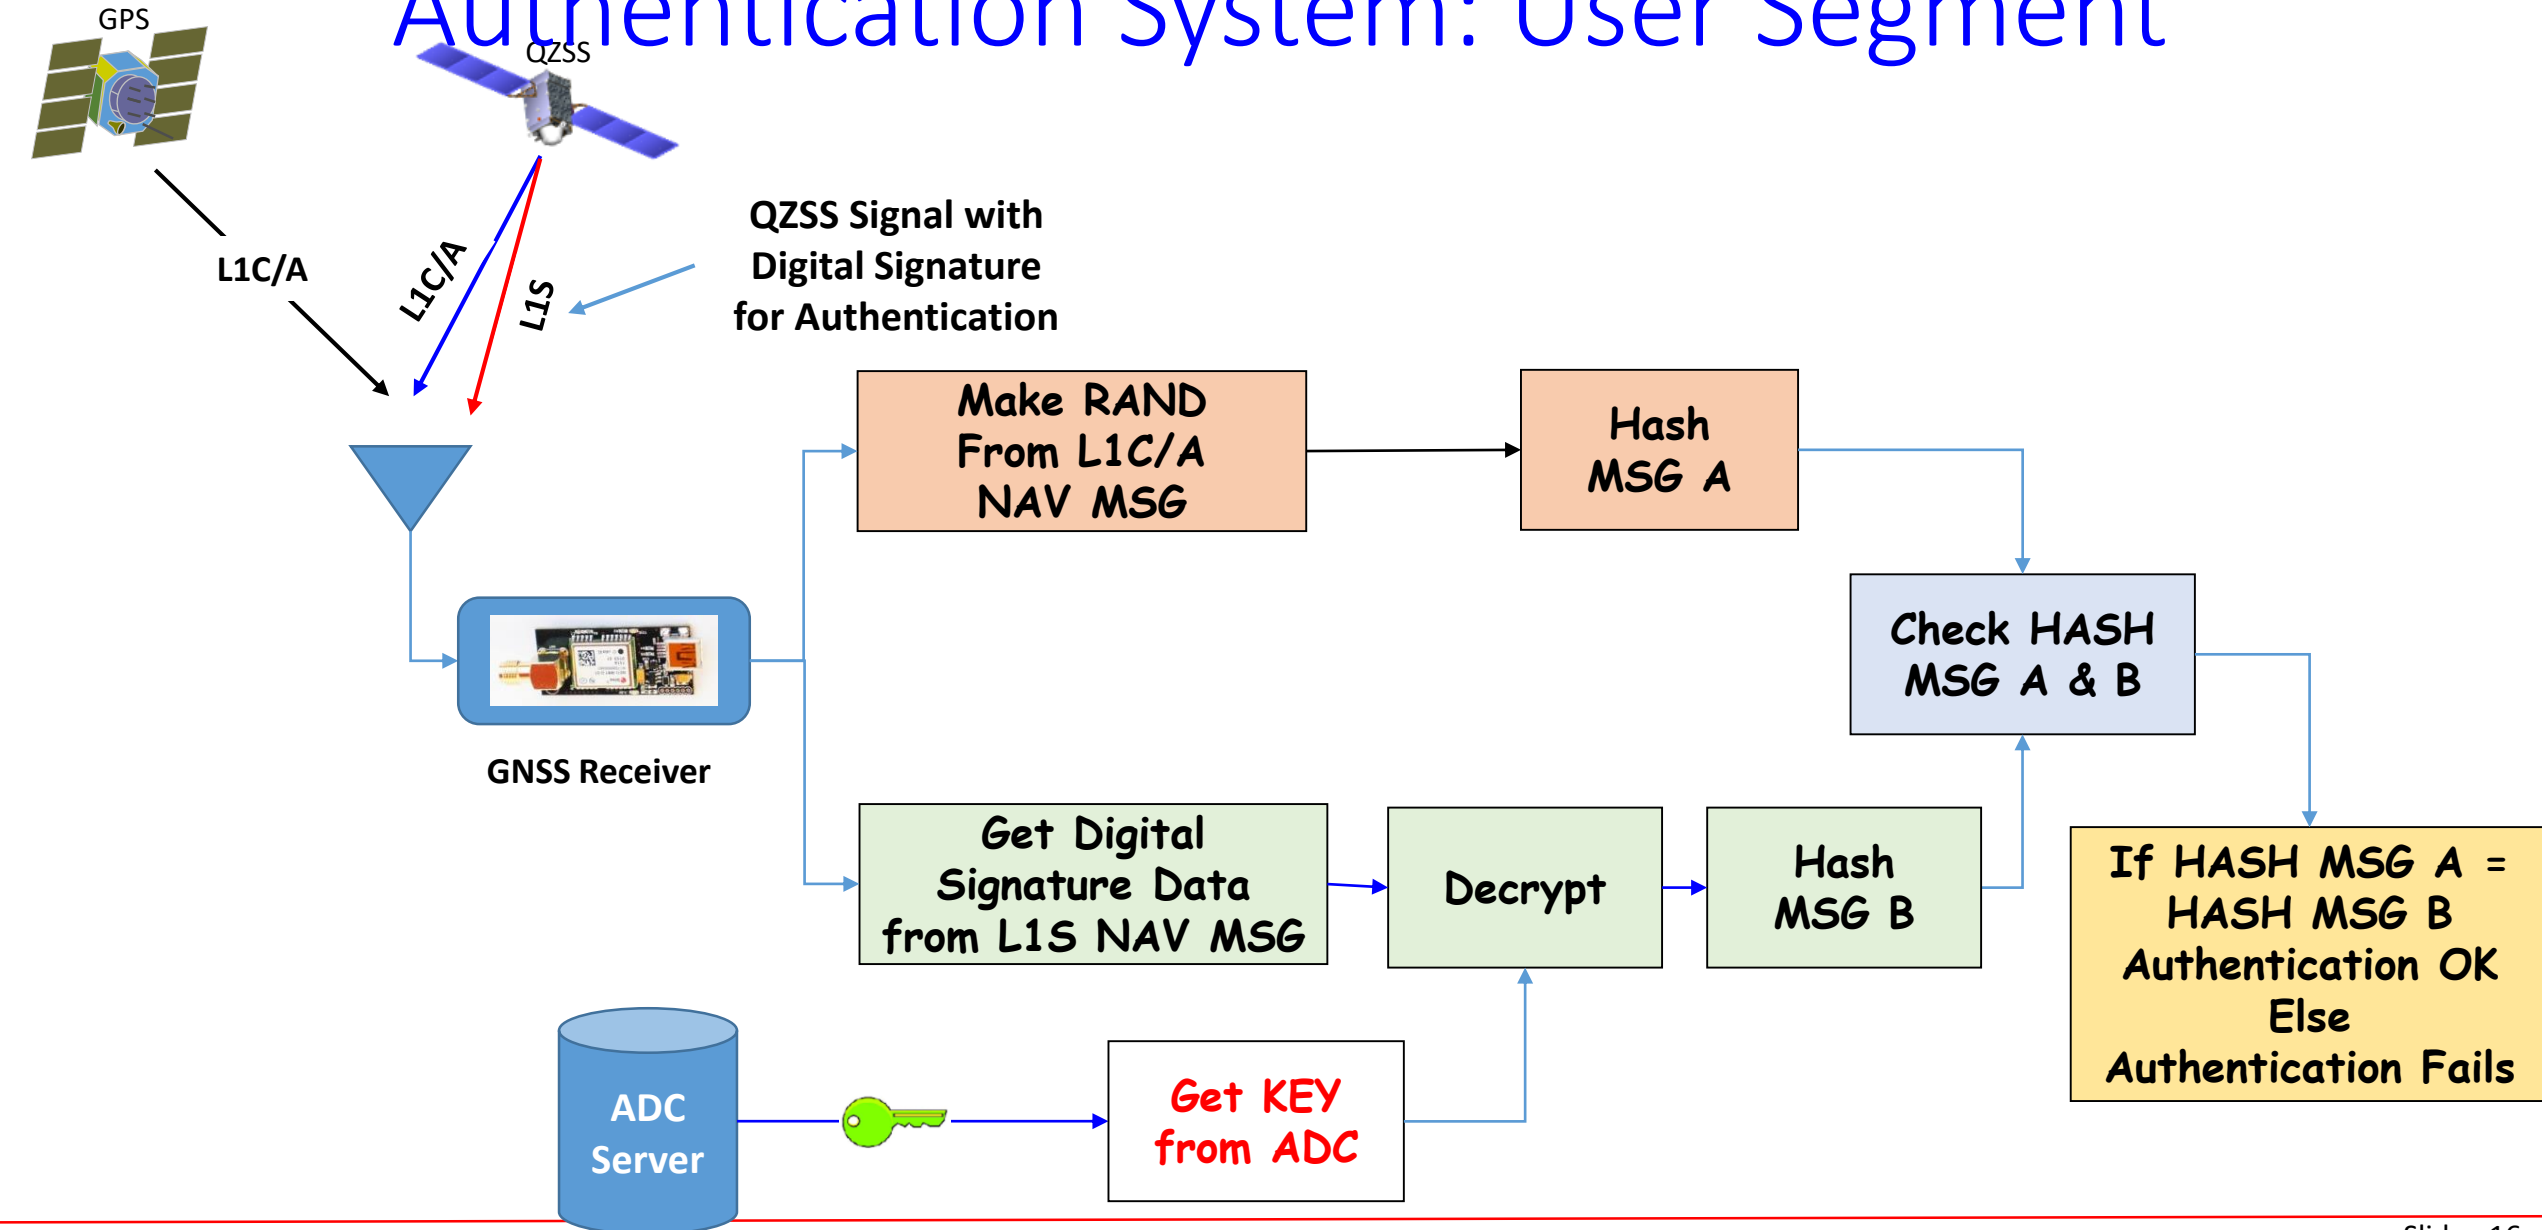 Authentication System: User Segment
GPS
QZSS
L1C/A
L1C/A
L1S
QZSS Signal with
Digital Signature
for Authentication
Make RAND
From L1C/A
NAV MSG
Hash
MSG A
Check HASH
MSG A & B
GNSS Receiver
Get Digital
Signature Data
from L1S NAV MSG
Decrypt
Hash
MSG B
If HASH MSG A =
HASH MSG B
Authentication OK
Else
Authentication Fails
ADC
Server
Get KEY
from ADC